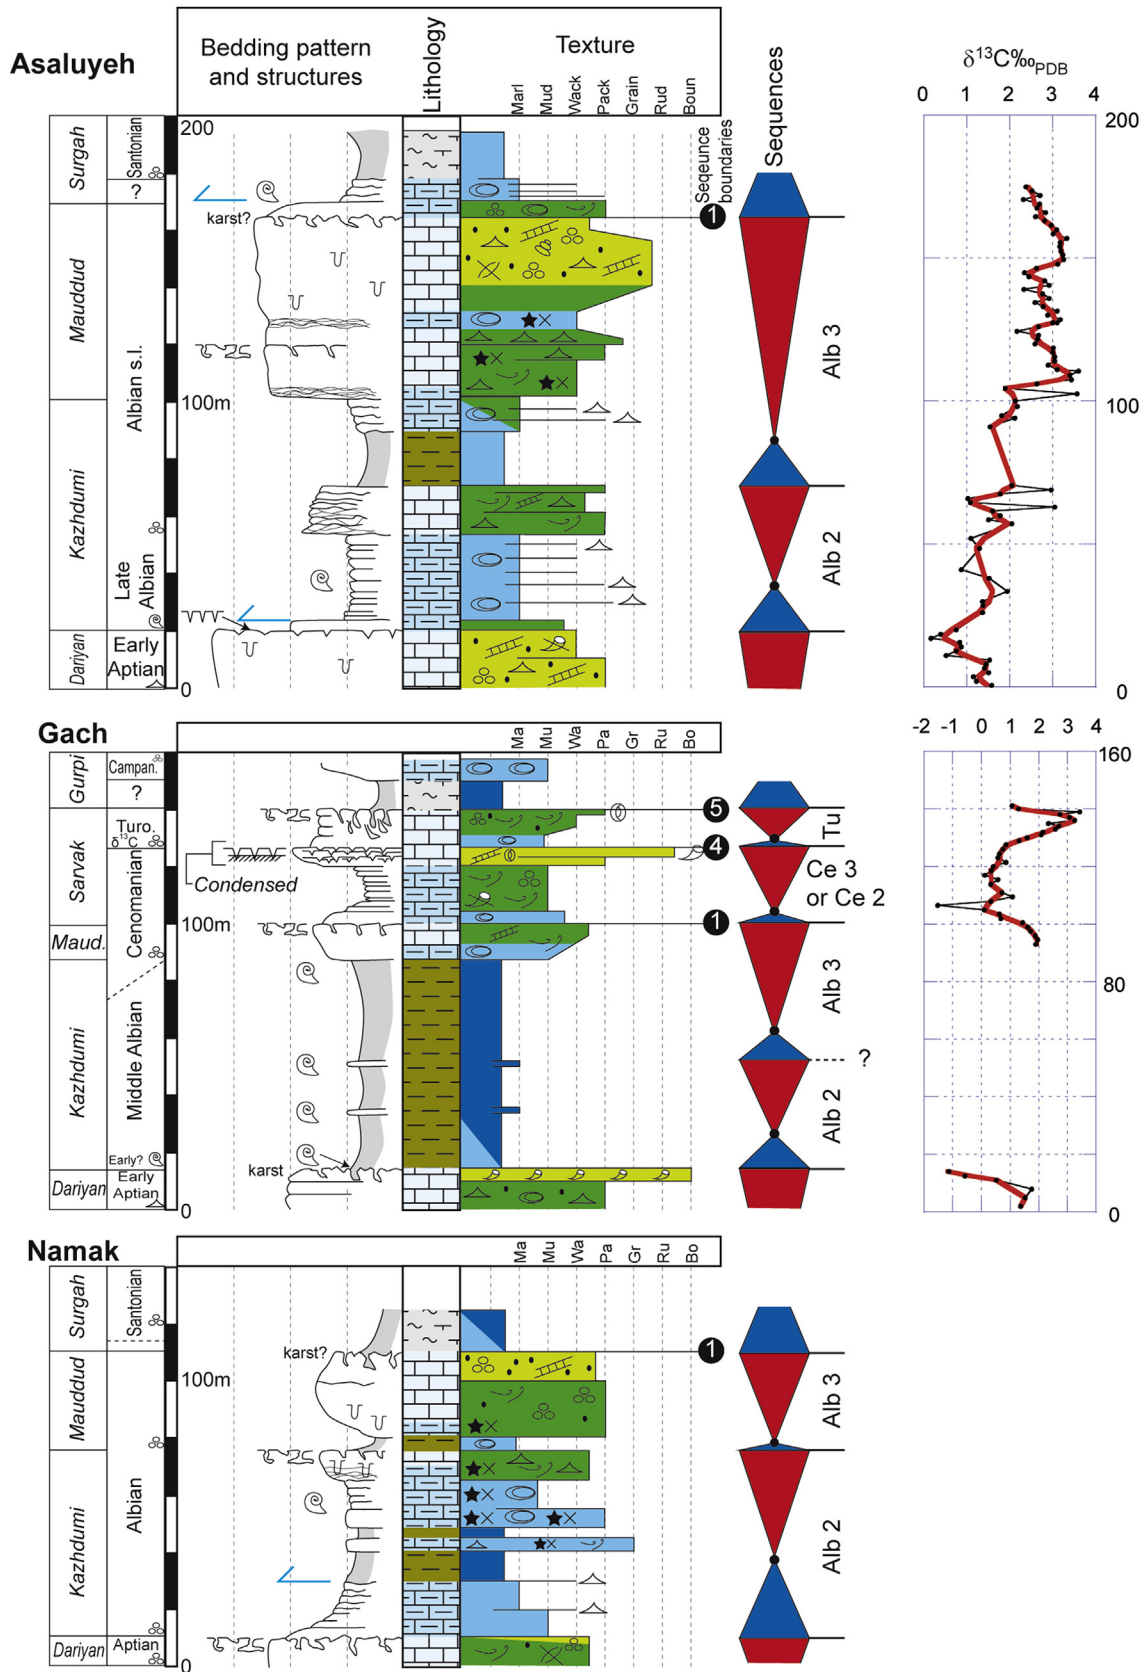 Asaluyeh
Bedding pattern
and structures
Lithology
Texture
Marl
Mud
Wack
Pack
Grain
Rud
Boun
Seqeunce
boundaries
Sequences
δ13C‰PDB
0 1 2 3 4
200
100
0
Surgah
Mauddud
Kazhdumi
Dariyan
Santonian
?
Albian s.l.
Late
Albian
Early
Aptian
200
100m
0
karst?
1
Alb 3
Alb 2
Gach
Ma
Mu
Wa
Pa
Gr
Ru
Bo
-2 -1 0 1 2 3 4
160
80
0
Gurpi
Sarvak
Maud.
Kazhdumi
Dariyan
Campan.
?
Turo.
δ13C
Cenomanian
Middle Albian
Early?
Early
Aptian
100m
0
Condensed
karst
5
4
1
Tu
Ce 3
or Ce 2
Alb 3
?
Alb 2
Namak
Ma
Mu
Wa
Pa
Gr
Ru
Bo
Surgah
Mauddud
Kazhdumi
Dariyan
Santonian
Albian
Aptian
100m
0
karst?
1
Alb 3
Alb 2